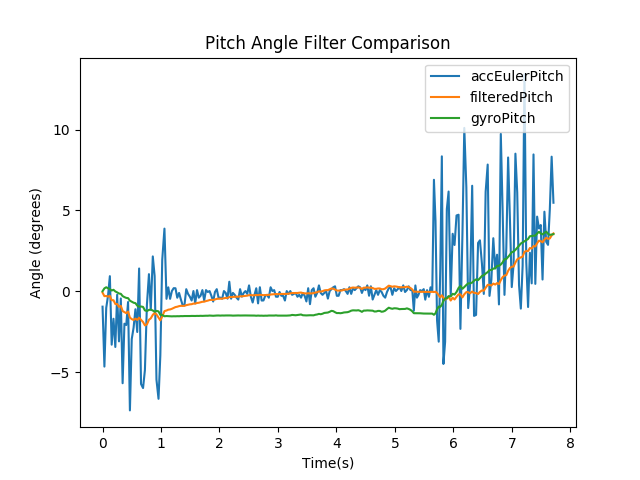 Pitch Angle Filter Comparison
accEulerPitch
filteredPitch
gyroPitch
Angle (degrees)
10
5
0
−5
0 1 2 3 4 5 6 7 8
Time(s)